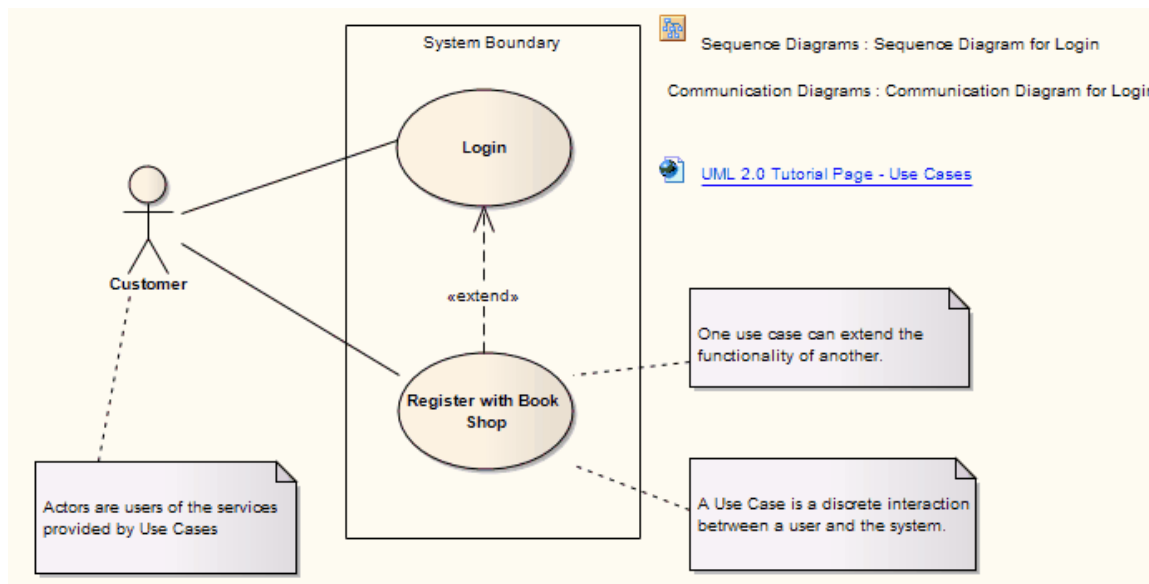 System Boundary
Sequence Diagrams : Sequence Diagram for Login
Communication Diagrams : Communication Diagram for Login
Login
UML 2.0 Tutorial Page - Use Cases
Customer
«extend»
One use case can extend the
functionality of another.
Register with Book
Shop
Actors are users of the services
provided by Use Cases
A Use Case is a discrete interaction
betrween a user and the system.